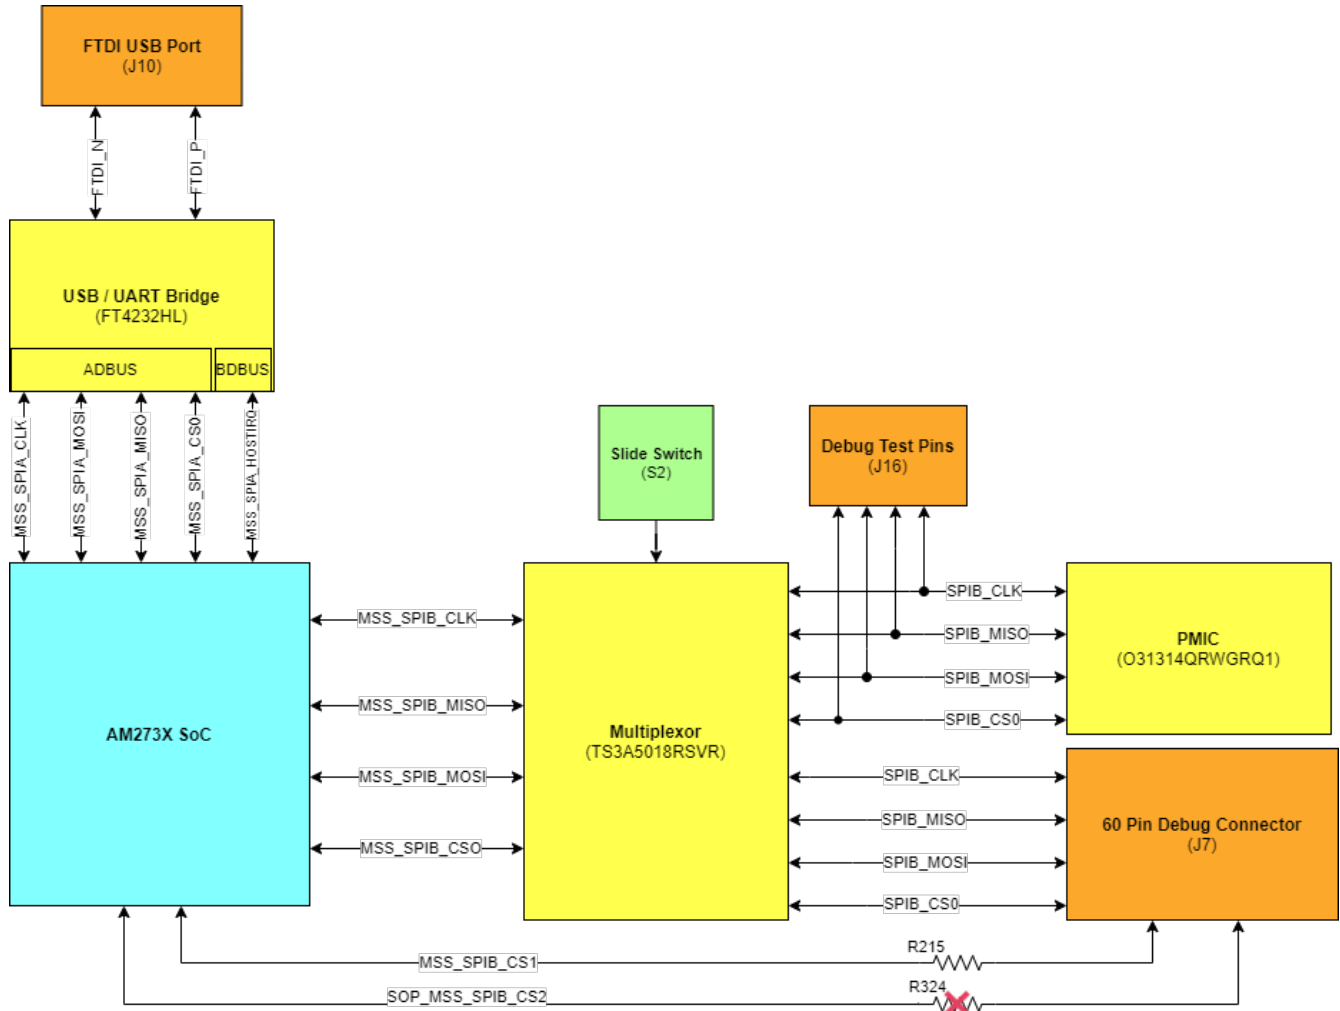 FTDI USB Port
(J10)
FTDI_N
FTDI_P
USB / UART Bridge
(FT4232HL)
ADBUS
BDBUS
MSS_SPIA_CLK
MSS_SPIA_MOSI
MSS_SPIA_MISO
MSS_SPIA_CS0
MSS_SPIA_HOSTIRQ
Slide Switch
(S2)
Debug Test Pins
(J16)
AM273X SoC
MSS_SPIB_CLK
MSS_SPIB_MISO
MSS_SPIB_MOSI
MSS_SPIB_CSO
Multiplexor
(TS3A5018RSVR)
SPIB_CLK
SPIB_MISO
SPIB_MOSI
SPIB_CS0
PMIC
(O31314QRWGRQ1)
SPIB_CLK
SPIB_MISO
SPIB_MOSI
SPIB_CS0
60 Pin Debug Connector
(J7)
R215
MSS_SPIB_CS1
R324
SOP_MSS_SPIB_CS2